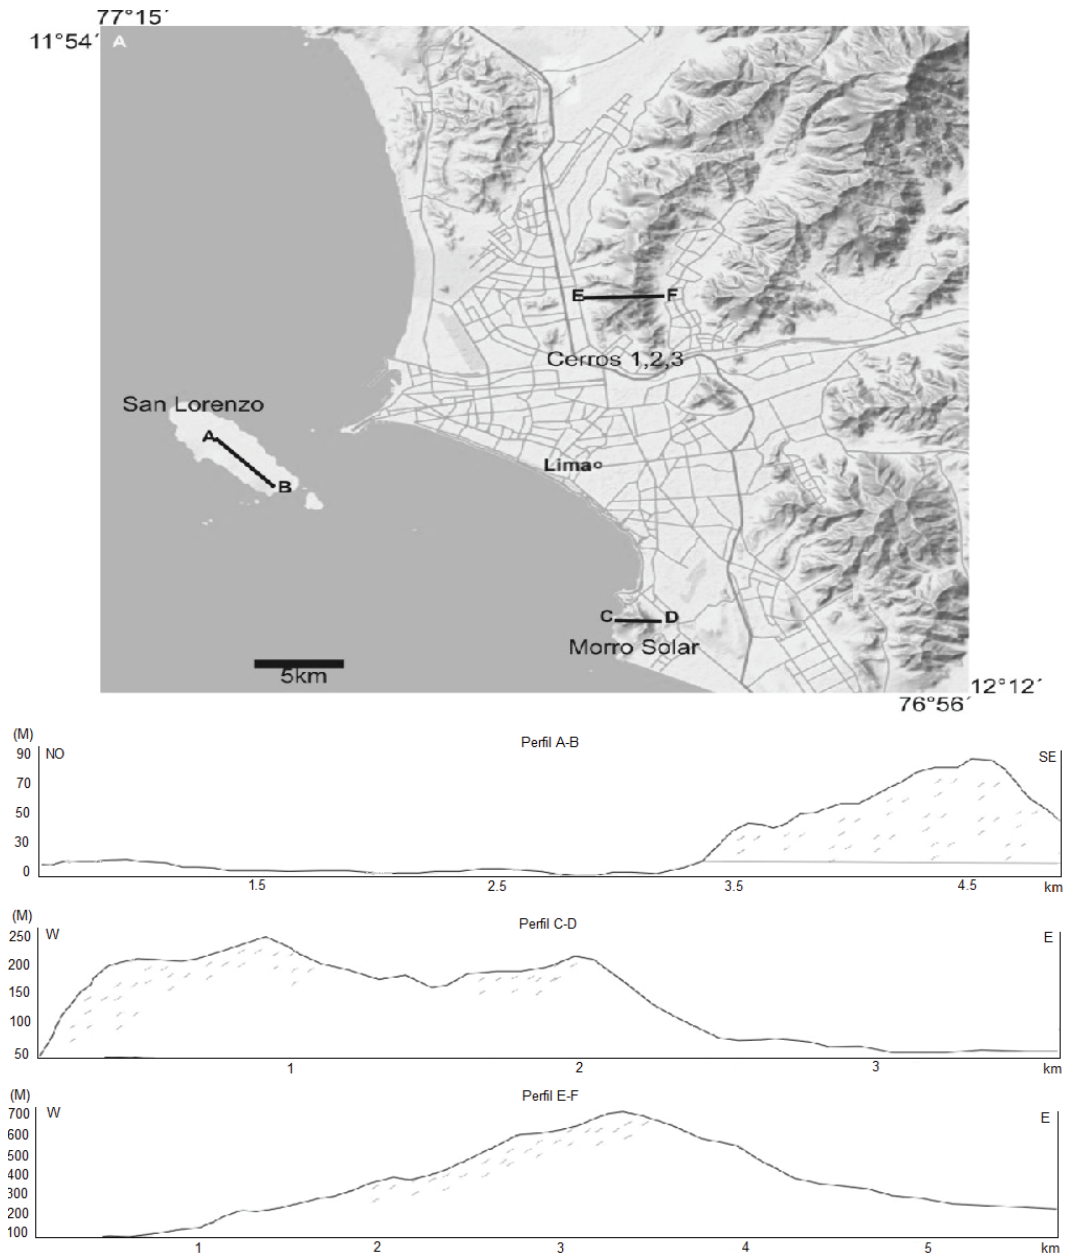 77°15´
11°54´
A
E F
Cerros 1,2,3
San Lorenzo
A
B
Lima
C D
Morro Solar
5km
12°12´
76°56´
(M)
Perfil A-B
NO SE
90
70
50
30
0
1.5 2.5 3.5 4.5 km
(M)
Perfil C-D
W E
250
200
150
100
50
1 2 3 km
(M)
Perfil E-F
W E
700
600
500
400
300
200
100
1 2 3 4 5 km